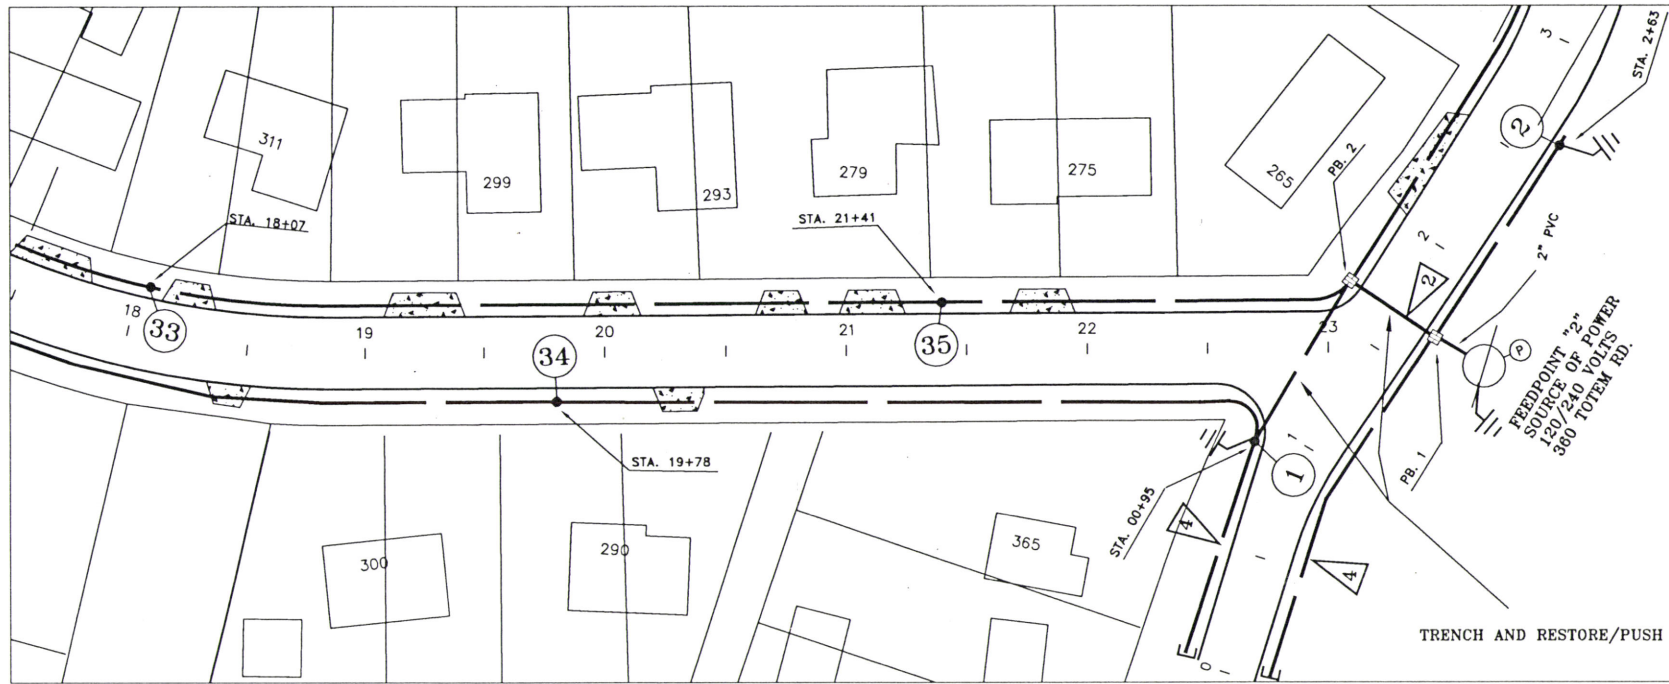 311
299
293
279
275
265
PB. 2
2
3
STA. 2+63
STA. 18+07
STA. 21+41
2
2" PVC
18
33
19
34
20
21
35
22
23
2
P
FEEDPOINT "2"
SOURCE OF POWER
120/240 VOLTS
360 TOTEM RD.
STA. 19+78
1
1
PB. 1
STA. 00+95
4
4
300
290
365
0
TRENCH AND RESTORE/PUSH